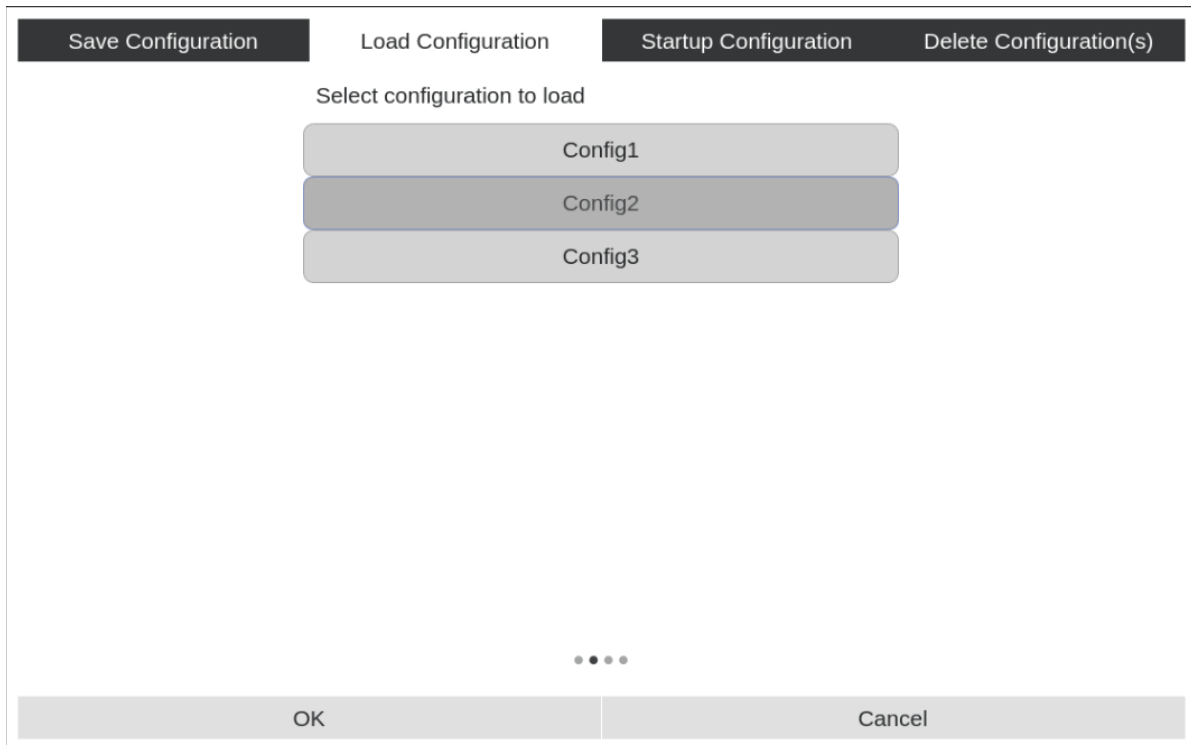 Save Configuration Load Configuration Startup Configuration Delete Configuration(s)
Select configuration to load
Config1
Config2
Config3
OK Cancel